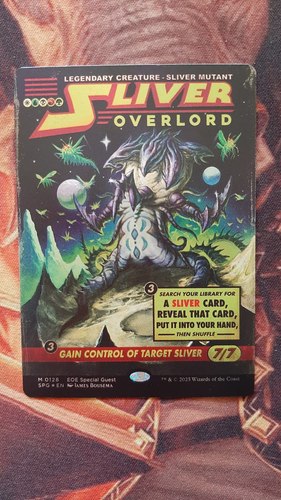 LEGENDARY CREATURE - SLIVER MUTANT
SLIVER
OVERLORD
3
SEARCH YOUR LIBRARY FOR
A SLIVER CARD,
REVEAL THAT CARD,
PUT IT INTO YOUR HAND,
THEN SHUFFLE
3
GAIN CONTROL OF TARGET SLIVER 7/7
M 0126 EOE Special Guest
SPG • EN JAMES BOUSEMA
™ & © 2025 Wizards of the Coast